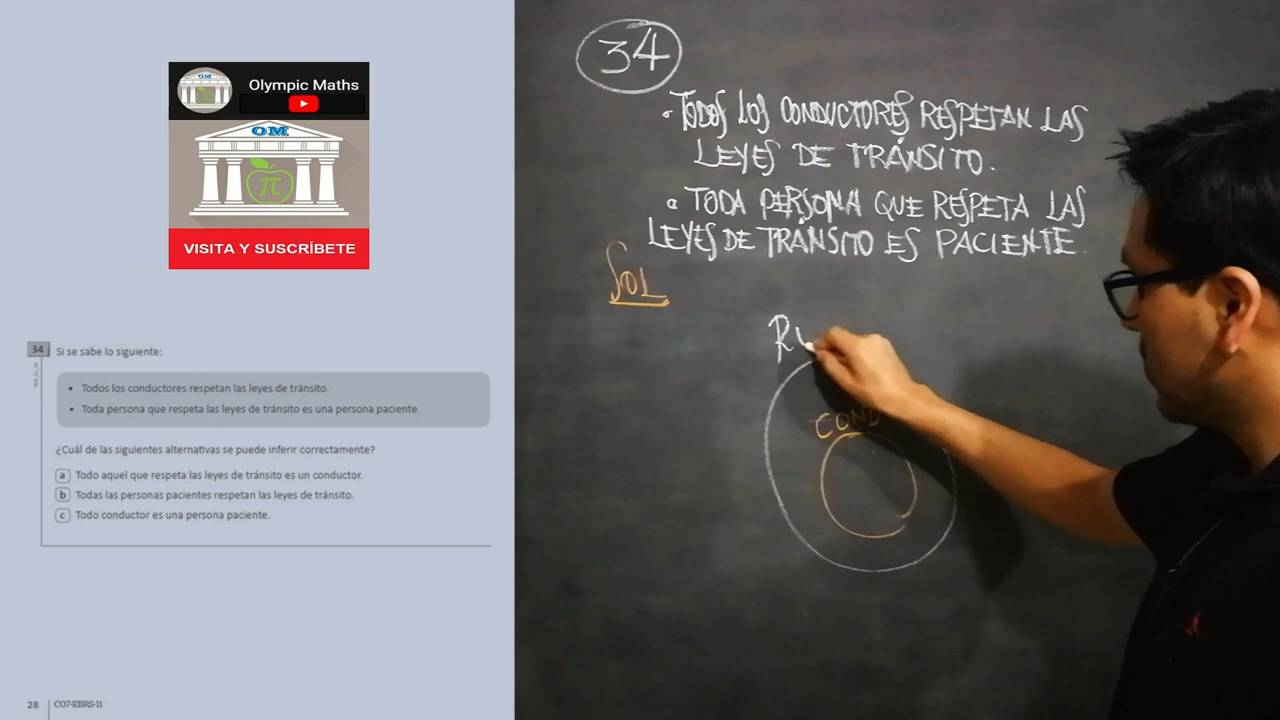 OM
Olympic Maths
OM
π
VISITA Y SUSCRÍBETE
34
Si se sabe lo siguiente:
• Todos los conductores respetan las leyes de tránsito.
• Toda persona que respeta las leyes de tránsito es una persona paciente.
¿Cuál de las siguientes alternativas se puede inferir correctamente?
a Todo aquel que respeta las leyes de tránsito es un conductor.
b Todas las personas pacientes respetan las leyes de tránsito.
c Todo conductor es una persona paciente.
28 C07-EBRS-11
34
• TODOS LOS CONDUCTORES RESPETAN LAS
LEYES DE TRÁNSITO.
• TODA PERSONA QUE RESPETA LAS
LEYES DE TRÁNSITO ES PACIENTE.
SOL
COND